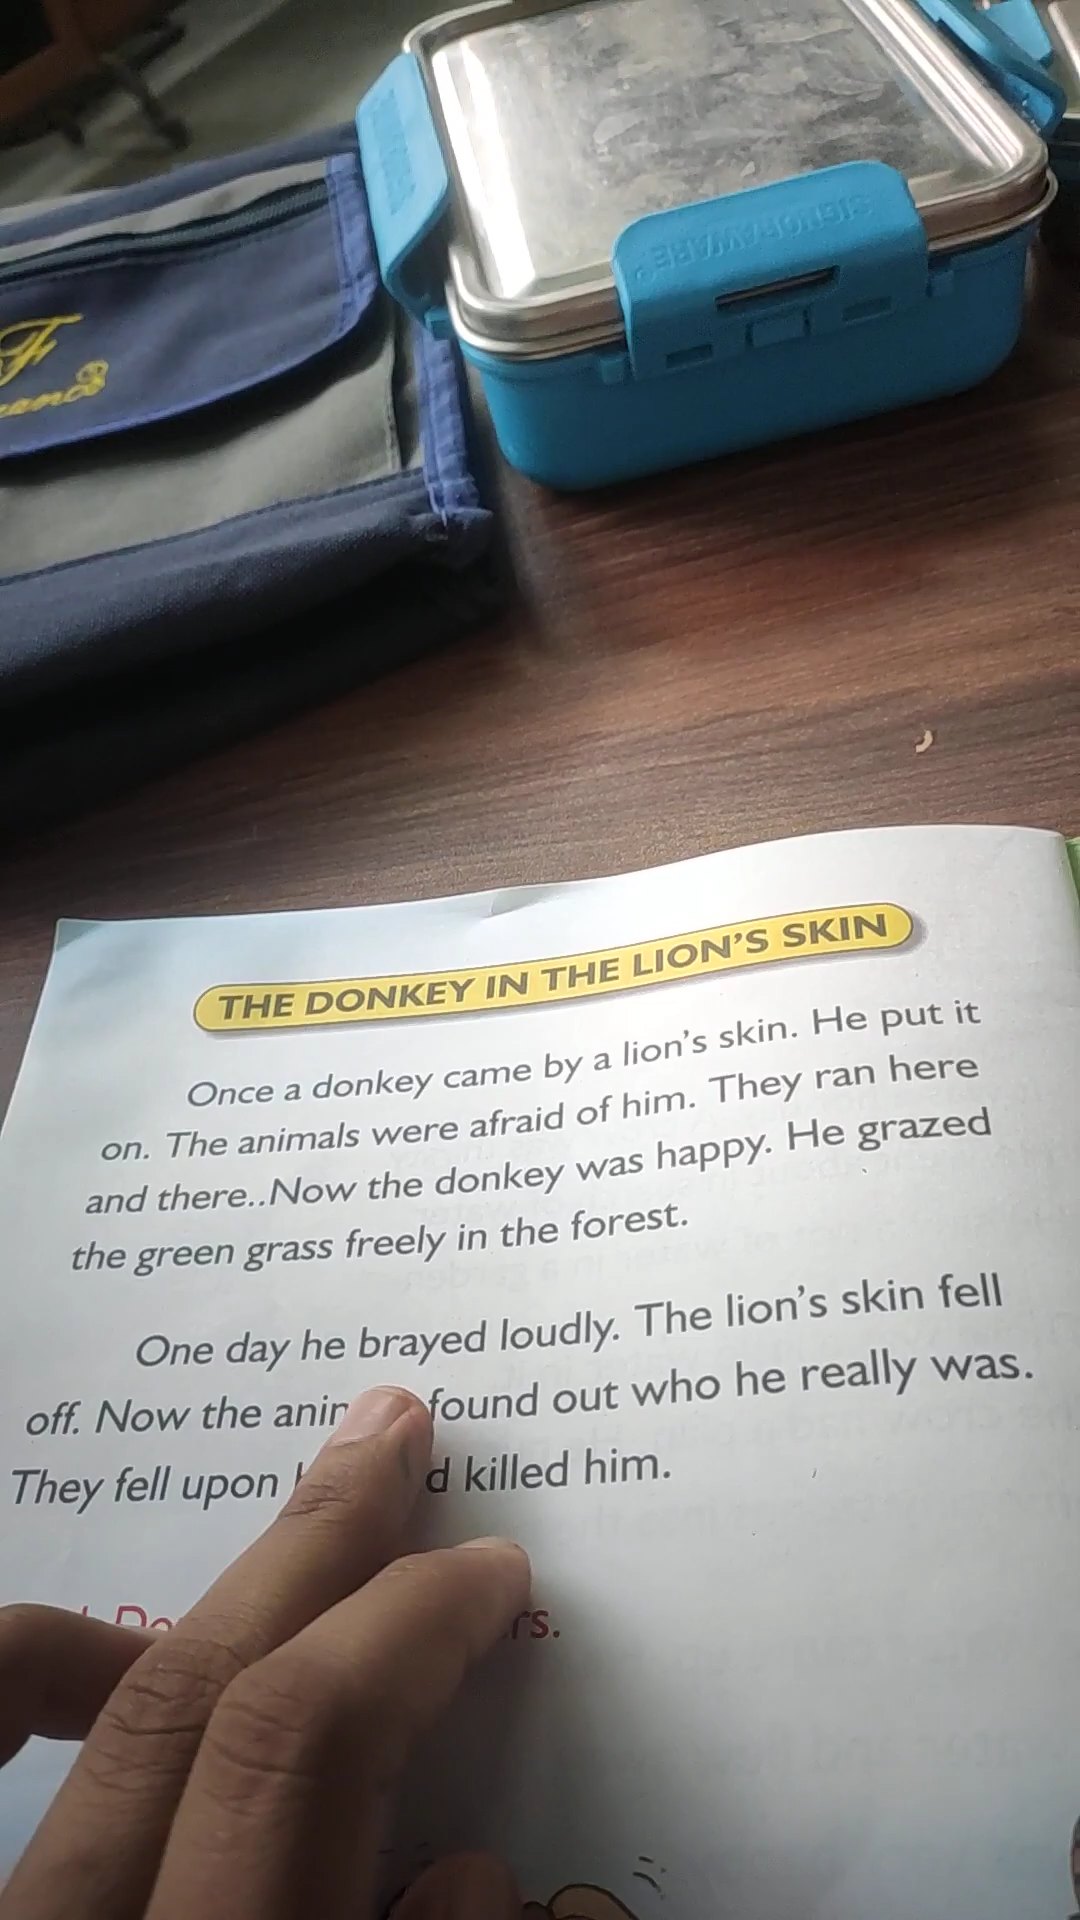 SIGNORAWARE
F
THE DONKEY IN THE LION'S SKIN
Once a donkey came by a lion's skin. He put it
on. The animals were afraid of him. They ran here
and there..Now the donkey was happy. He grazed
the green grass freely in the forest.
One day he brayed loudly. The lion's skin fell
off. Now the found out who he really was.
They fell upon killed him.